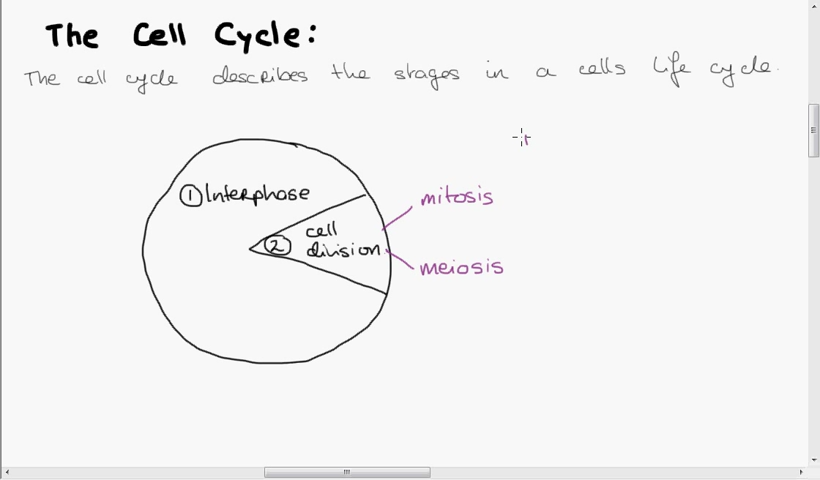 The Cell Cycle:
The cell cycle describes the stages in a cells life cycle.
① Interphase
mitosis
② cell
division
meiosis